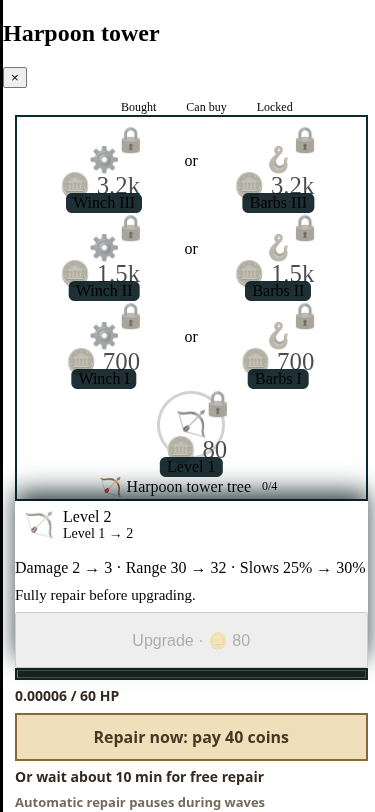 Harpoon tower
×
Bought Can buy Locked
or
3.2k 3.2k
Winch III Barbs III
or
1.5k 1.5k
Winch II Barbs II
or
700 700
Winch I Barbs I
80
Level 1
Harpoon tower tree 0/4
Level 2
Level 1 → 2
Damage 2 → 3 · Range 30 → 32 · Slows 25% → 30%
Fully repair before upgrading.
Upgrade · 80
0.00006 / 60 HP
Repair now: pay 40 coins
Or wait about 10 min for free repair
Automatic repair pauses during waves